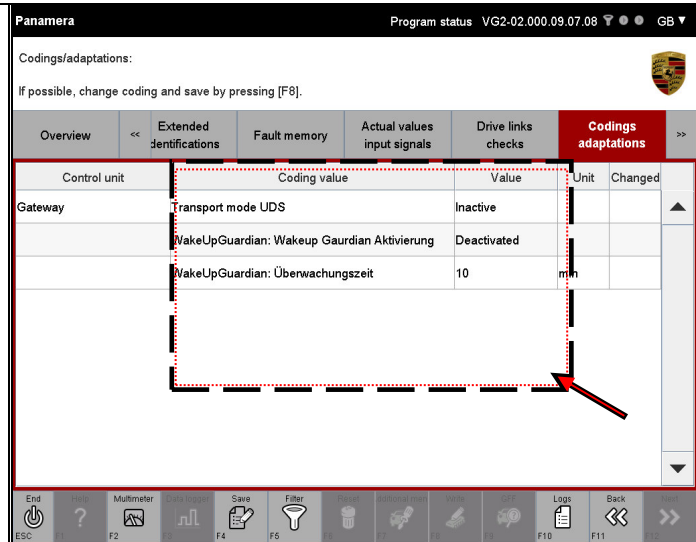 Panamera Program status VG2-02.000.09.07.08 GB
Codings/adaptations:
If possible, change coding and save by pressing [F8].
Overview << Extended dentifications Fault memory Actual values input signals Drive links checks Codings adaptations >>
Control unit Coding value Value Unit Changed
Gateway Transport mode UDS Inactive
WakeUpGuardian: Wakeup Gaurdian Aktivierung Deactivated
WakeUpGuardian: Überwachungszeit 10 min
End Help Multimeter Data logger Save Filter Reset Write OFF Logs Back Next
ESC F1 F2 F3 F4 F5 F10 F11 F12